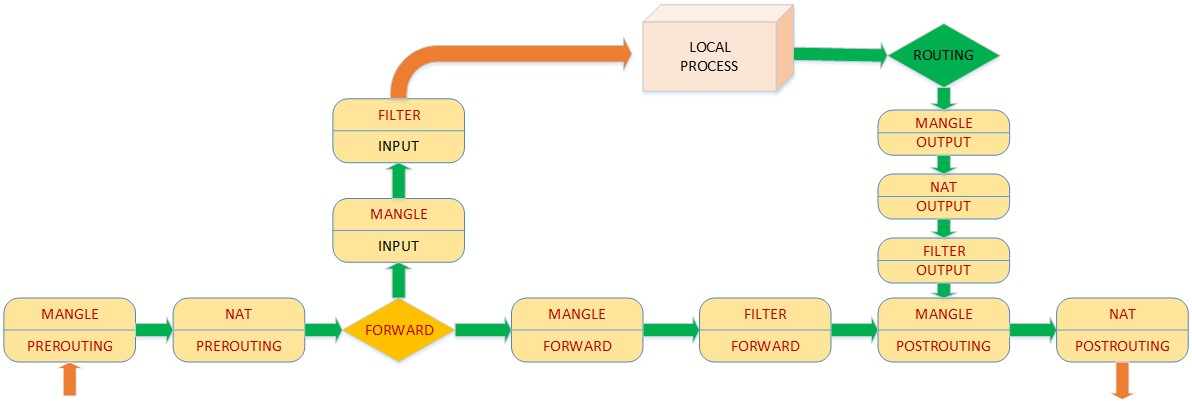 LOCAL
PROCESS
ROUTING
FILTER
INPUT
MANGLE
OUTPUT
NAT
OUTPUT
MANGLE
INPUT
FILTER
OUTPUT
MANGLE
PREROUTING
NAT
PREROUTING
FORWARD
MANGLE
FORWARD
FILTER
FORWARD
MANGLE
POSTROUTING
NAT
POSTROUTING